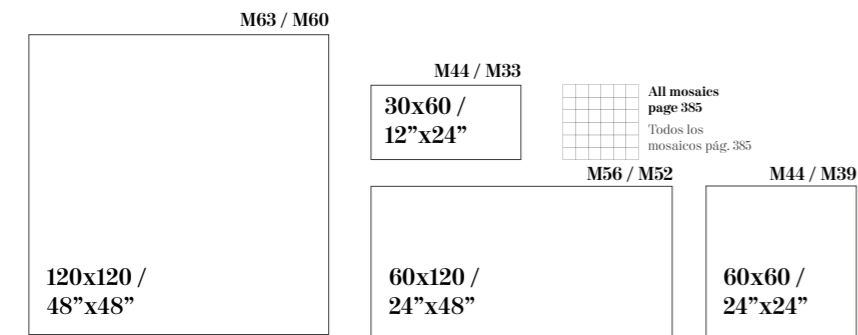 M63 / M60
120x120 /
48”x48”
M44 / M33
30x60 /
12”x24”
All mosaics
page 385
Todos los
mosaicos pág. 385
M56 / M52
60x120 /
24”x48”
M44 / M39
60x60 /
24”x24”